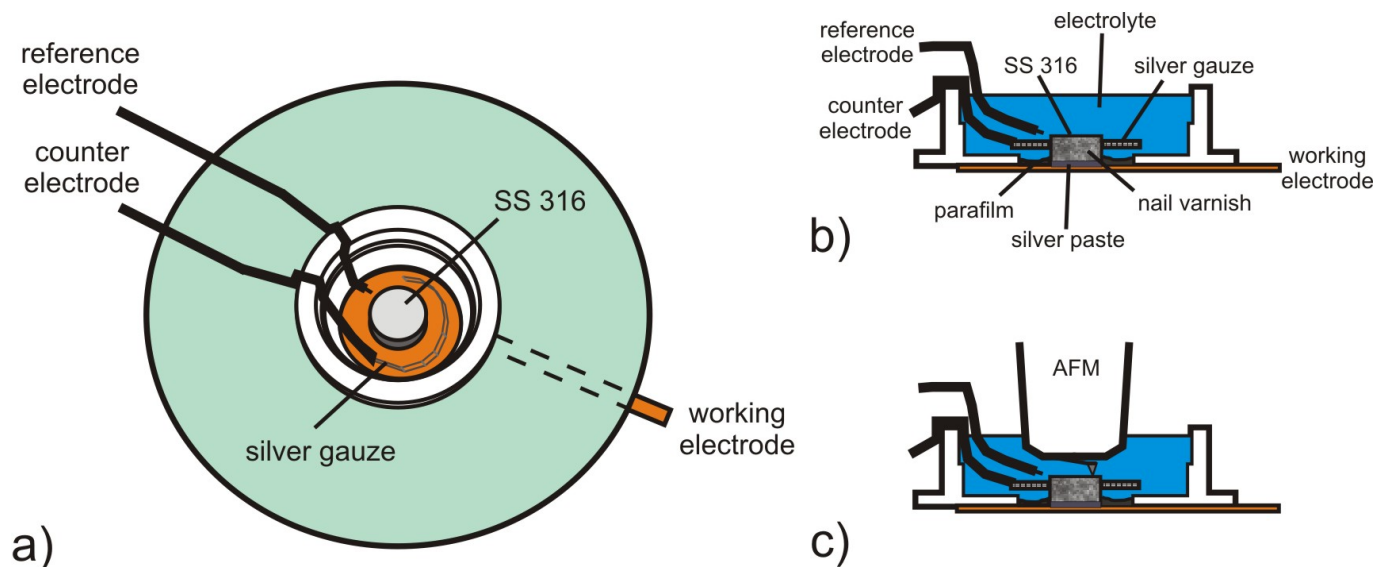 reference
electrode
counter
electrode
SS 316
silver gauze
working
electrode
a)
reference
electrode
electrolyte
SS 316
silver gauze
counter
electrode
working
electrode
parafilm
nail varnish
silver paste
b)
AFM
c)